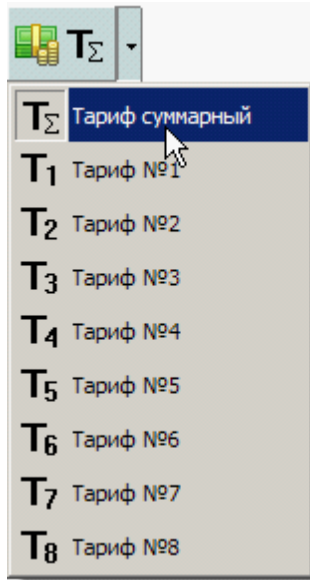 TΣ
TΣ Тариф суммарный
T1 Тариф №1
T2 Тариф №2
T3 Тариф №3
T4 Тариф №4
T5 Тариф №5
T6 Тариф №6
T7 Тариф №7
T8 Тариф №8